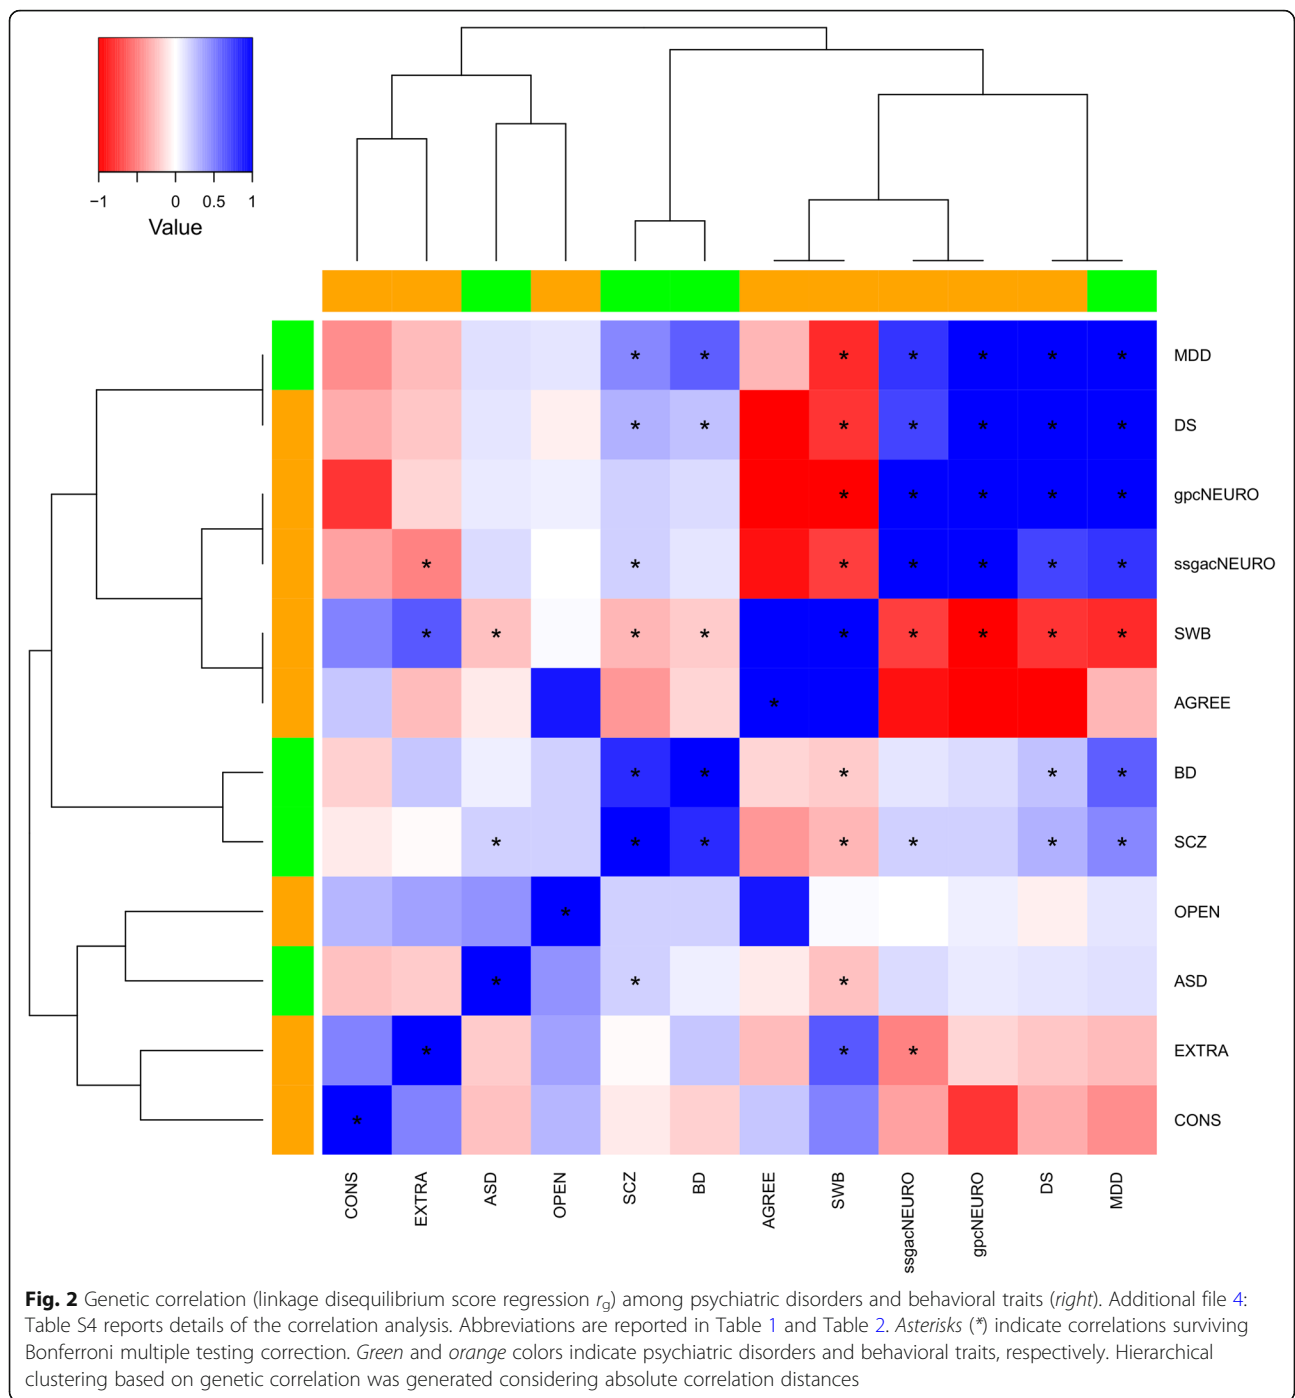 −1 0 0.5 1
Value
* * * * * * * MDD
* * * * * * * DS
* * * * * gpcNEURO
* * * * * * * ssgacNEURO
* * * * * * * * * SWB
* AGREE
* * * * * BD
* * * * * * * SCZ
* OPEN
* * * ASD
* * * EXTRA
* CONS
CONS EXTRA ASD OPEN SCZ BD AGREE SWB ssgacNEURO gpcNEURO DS MDD
Fig. 2 Genetic correlation (linkage disequilibrium score regression rg) among psychiatric disorders and behavioral traits (right). Additional file 4:
Table S4 reports details of the correlation analysis. Abbreviations are reported in Table 1 and Table 2. Asterisks (*) indicate correlations surviving
Bonferroni multiple testing correction. Green and orange colors indicate psychiatric disorders and behavioral traits, respectively. Hierarchical
clustering based on genetic correlation was generated considering absolute correlation distances